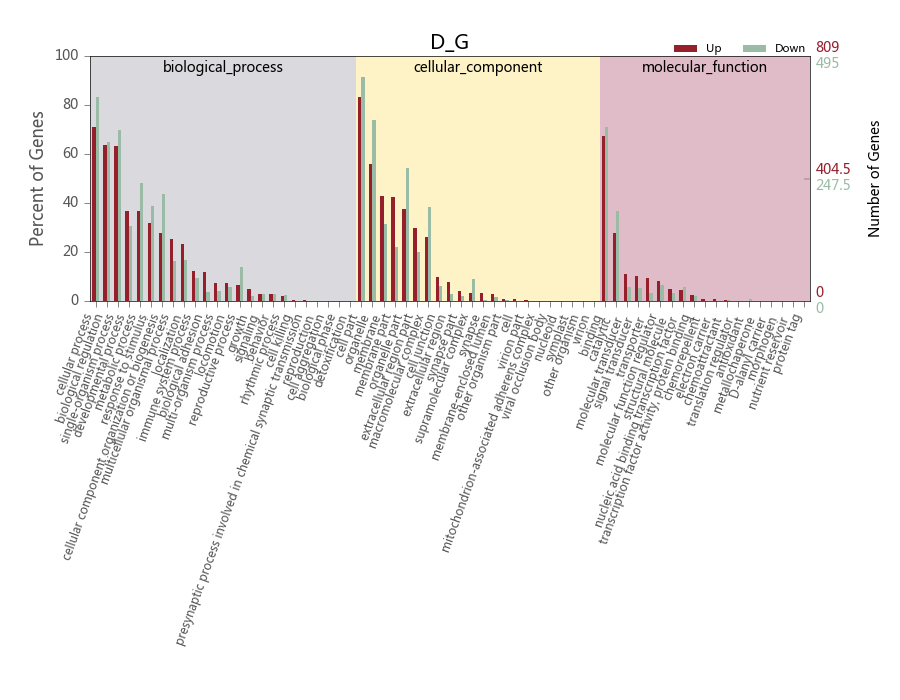 D_G
Up
Down
biological_process
cellular_component
molecular_function
Percent of Genes
100
80
60
40
20
0
809
495
404.5
247.5
0
0
Number of Genes
cellular process
biological regulation
single-organism process
developmental process
metabolic process
response to stimulus
cellular component organization or biogenesis
multicellular organismal process
localization
immune system process
biological adhesion
multi-organism process
locomotion
reproductive process
growth
signaling
behavior
rhythmic process
cell killing
presynaptic process involved in chemical synaptic transmission
reproduction
cell aggregation
biological phase
detoxification
cell part
organelle
membrane
membrane part
organelle part
extracellular region part
macromolecular complex
cell junction
extracellular region
synapse part
supramolecular complex
synapse
membrane-enclosed lumen
other organism part
cell
virion part
mitochondrion-associated adherens complex
viral occlusion body
nucleoid
symplast
other organism
virion
binding
catalytic
molecular transducer
signal transducer
transporter
molecular function regulator
structural molecule
nucleic acid binding transcription factor
transcription factor activity, protein binding
chemorepellent
electron carrier
chemoattractant
translation regulator
antioxidant
metallochaperone
D-alanyl carrier
morphogen
nutrient reservoir
protein tag